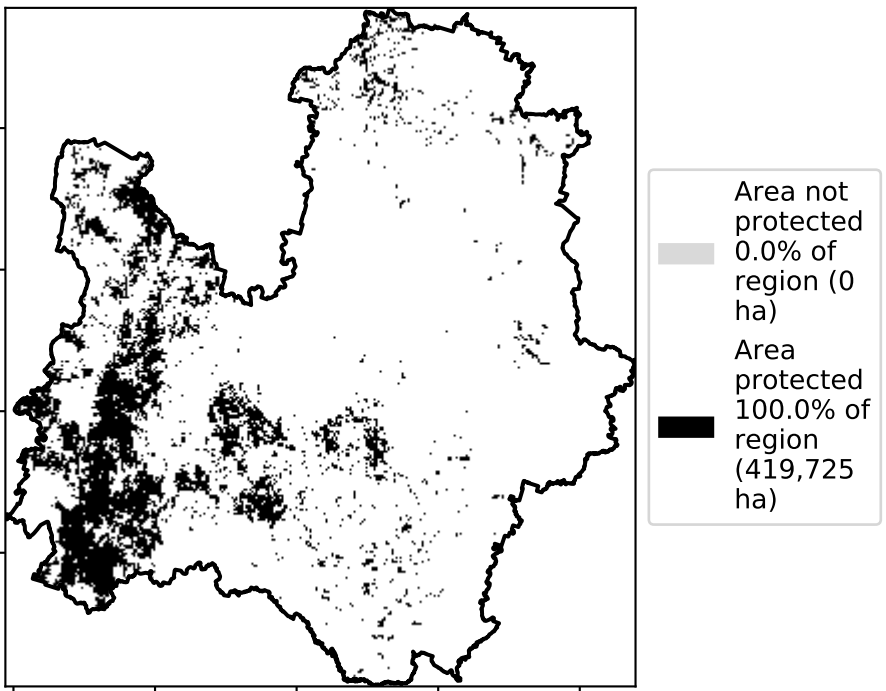 Area not
protected
0.0% of
region (0
ha)
Area
protected
100.0% of
region
(419,725
ha)